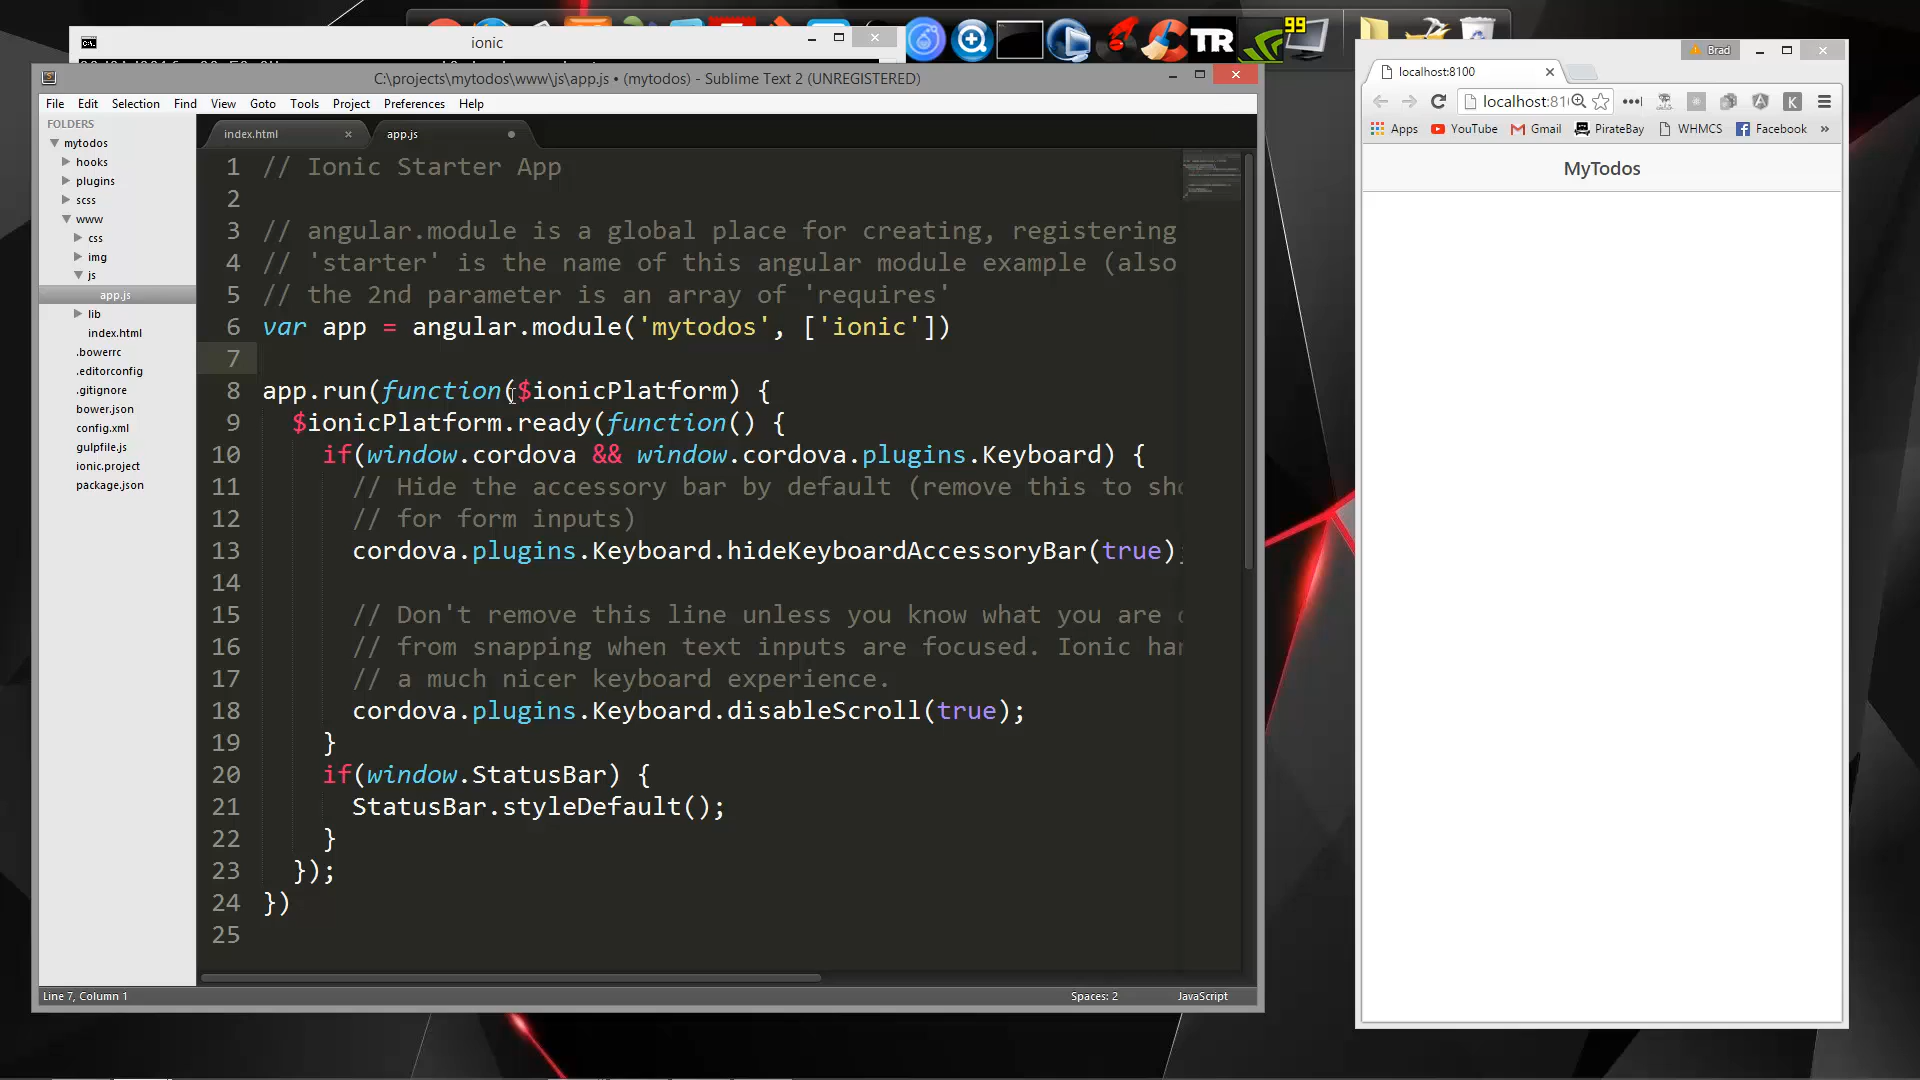 ionic
C:\projects\mytodos\www\js\app.js • (mytodos) - Sublime Text 2 (UNREGISTERED)
File Edit Selection Find View Goto Tools Project Preferences Help
FOLDERS
mytodos
hooks
plugins
scss
www
css
img
js
app.js
lib
index.html
.bowerrc
.editorconfig
.gitignore
bower.json
config.xml
gulpfile.js
ionic.project
package.json
index.html
app.js
1 // Ionic Starter App
2
3 // angular.module is a global place for creating, registering
4 // 'starter' is the name of this angular module example (also
5 // the 2nd parameter is an array of 'requires'
6 var app = angular.module('mytodos', ['ionic'])
7
8 app.run(function($ionicPlatform) {
9 $ionicPlatform.ready(function() {
10 if(window.cordova && window.cordova.plugins.Keyboard) {
11 // Hide the accessory bar by default (remove this to
12 // for form inputs)
13 cordova.plugins.Keyboard.hideKeyboardAccessoryBar(true);
14
15 // Don't remove this line unless you know what you are
16 // from snapping when text inputs are focused. Ionic
17 // a much nicer keyboard experience.
18 cordova.plugins.Keyboard.disableScroll(true);
19 }
20 if(window.StatusBar) {
21 StatusBar.styleDefault();
22 }
23 });
24 })
25
Line 7, Column 1
Spaces: 2
JavaScript
TR
99
Brad
localhost:8100
localhost:81
K
Apps YouTube Gmail PirateBay WHMCS Facebook »
MyTodos